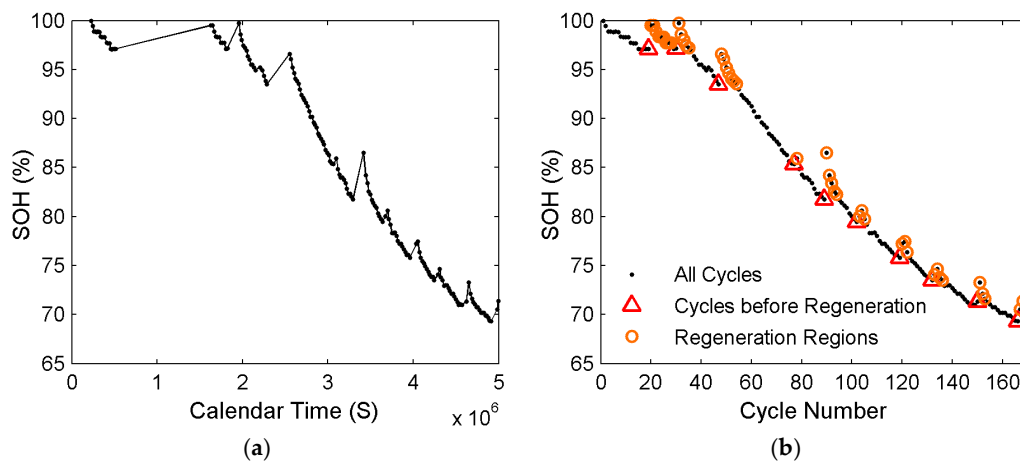 100
95
90
85
80
75
70
65
SOH (%)
0 1 2 3 4 5
Calendar Time (S)
x 10^6
(a)
100
95
90
85
80
75
70
65
SOH (%)
All Cycles
Cycles before Regeneration
Regeneration Regions
0 20 40 60 80 100 120 140 160
Cycle Number
(b)